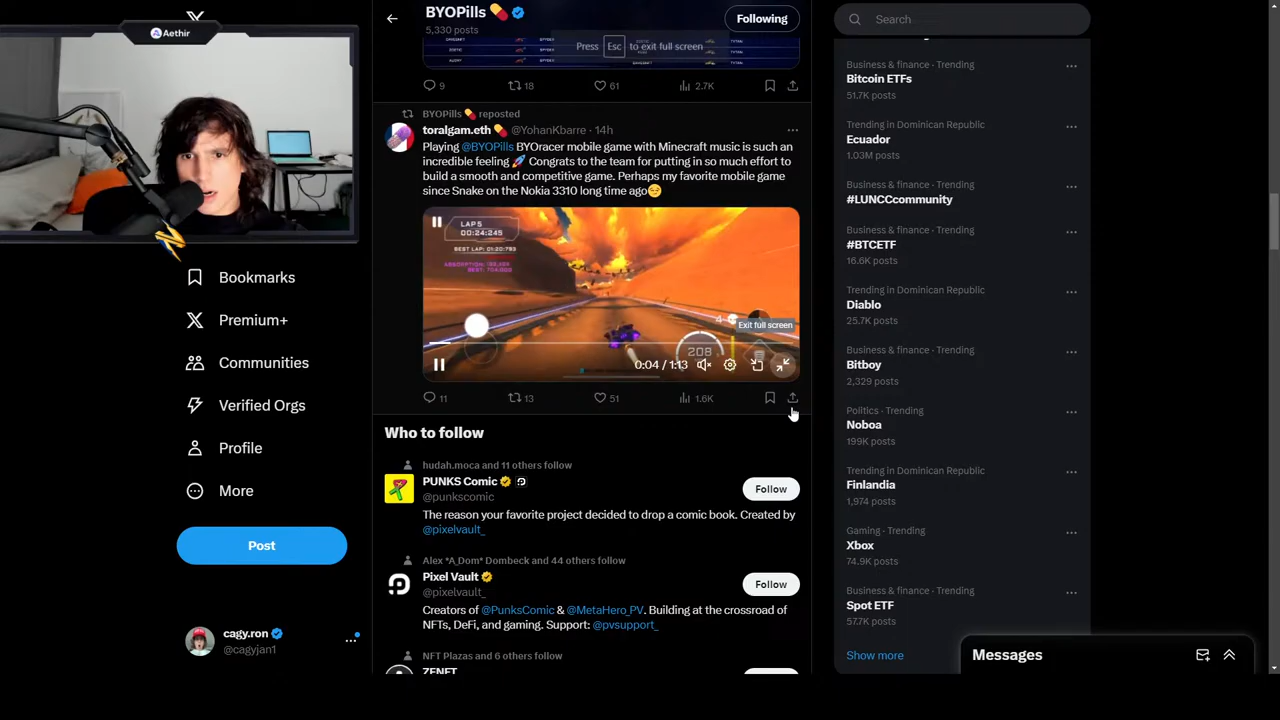 Aethir
Bookmarks
Premium+
Communities
Verified Orgs
Profile
More
Post
cagy.ron
@cagyjan1
BYOPills
5,330 posts
Following
Press Esc to exit full screen
9 18 61 2.7K
BYOPills reposted
toralgam.eth @YohanKbarre · 14h
Playing @BYOPills BYOracer mobile game with Minecraft music is such an
incredible feeling 🚀 Congrats to the team for putting in so much effort to
build a smooth and competitive game. Perhaps my favorite mobile game
since Snake on the Nokia 3310 long time ago😏
LAP 5
00:24:245
BEST LAP: 01:20:793
Exit full screen
208
0:04 / 1:13
11 13 51 1.6K
Who to follow
hudah.moca and 11 others follow
PUNKS Comic
@punkscomic
Follow
The reason your favorite project decided to drop a comic book. Created by
@pixelvault_
Alex *A_Dom* Dombeck and 44 others follow
Pixel Vault
@pixelvault_
Follow
Creators of @PunksComic & @MetaHero_PV. Building at the crossroad of
NFTs, DeFi, and gaming. Support: @pvsupport_
NFT Plazas and 6 others follow
Search
Business & finance · Trending
Bitcoin ETFs
51.7K posts
Trending in Dominican Republic
Ecuador
1.03M posts
Business & finance · Trending
#LUNCCcommunity
Business & finance · Trending
#BTCETF
16.6K posts
Trending in Dominican Republic
Diablo
25.7K posts
Business & finance · Trending
Bitboy
2,329 posts
Politics · Trending
Noboa
199K posts
Trending in Dominican Republic
Finlandia
1,974 posts
Gaming · Trending
Xbox
74.9K posts
Business & finance · Trending
Spot ETF
57.7K posts
Show more
Messages